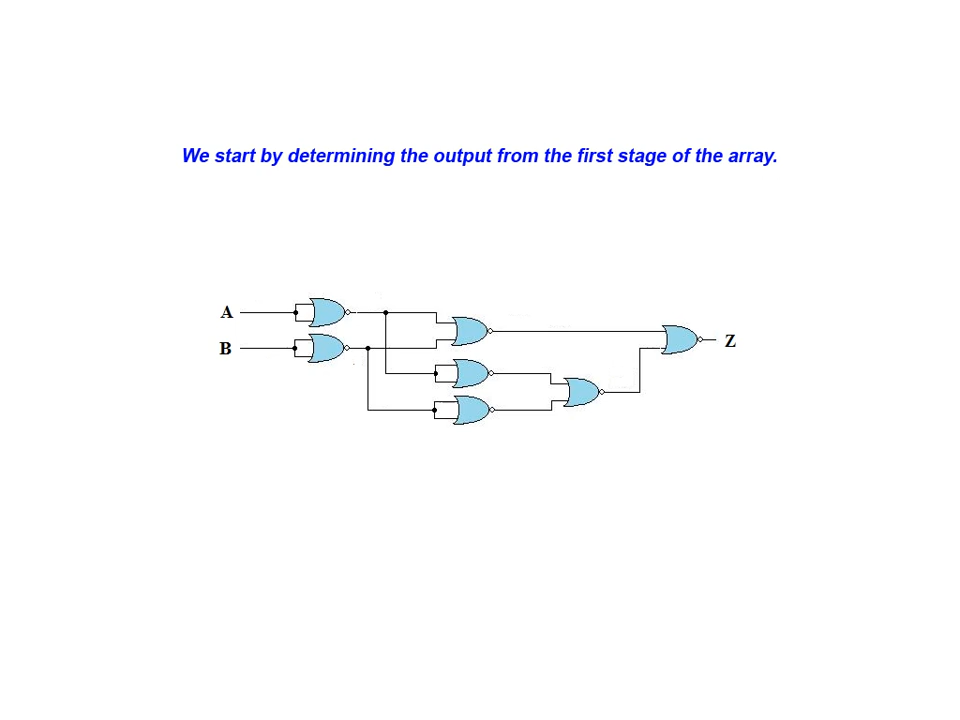 We start by determining the output from the first stage of the array.
A
B
Z